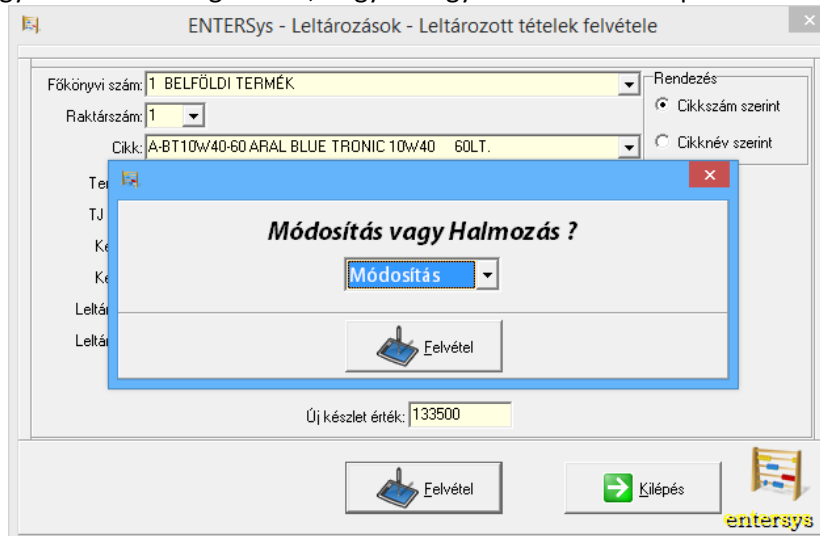 ENTERSys - Leltározások - Leltározott tételek felvétele
Főkönyvi szám: 1 BELFÖLDI TERMÉK
Rendezés
Raktárszám: 1
Cikkszám szerint
Cikk: A-BT10W40-60 ARAL BLUE TRONIC 10W40 60LT.
Cikknév szerint
TJ
Módosítás vagy Halmozás ?
Módosítás
Felvétel
Új készlet érték: 133500
Felvétel
Kilépés
entersys